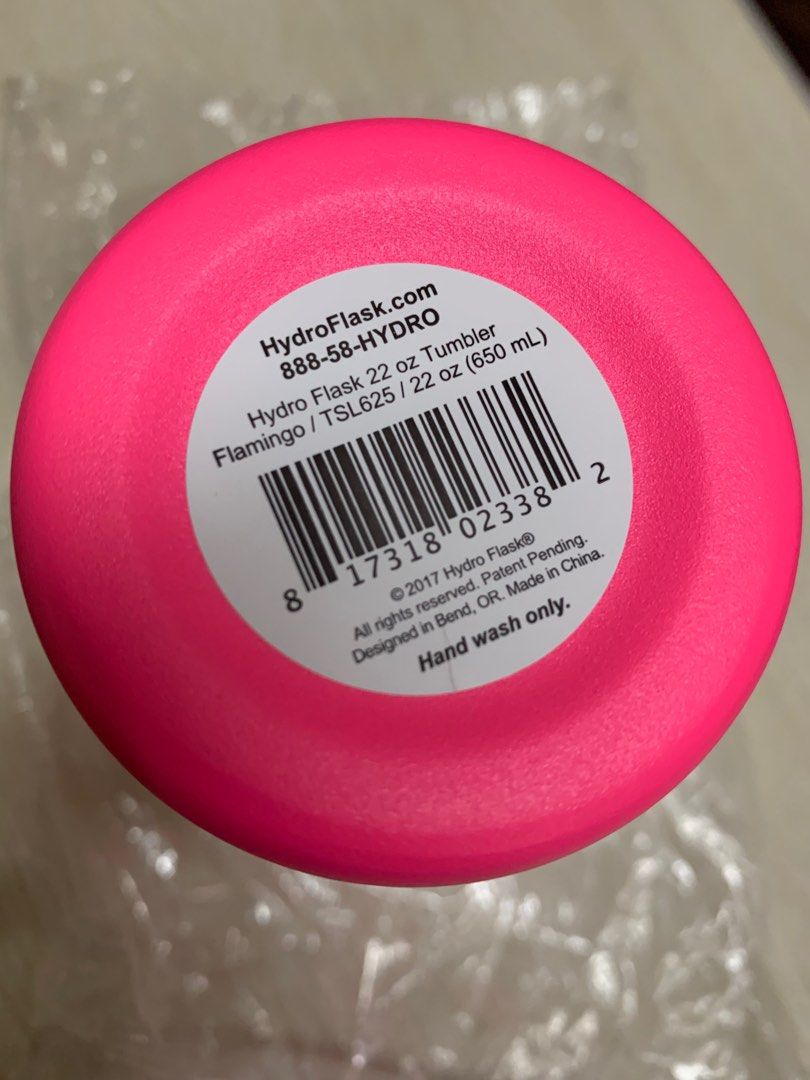 HydroFlask.com
888-58-HYDRO
Hydro Flask 22 oz Tumbler
Flamingo / TSL625 / 22 oz (650 mL)
8 17318 02338 2
©2017 Hydro Flask®
All rights reserved. Patent Pending.
Designed in Bend, OR. Made in China.
Hand wash only.